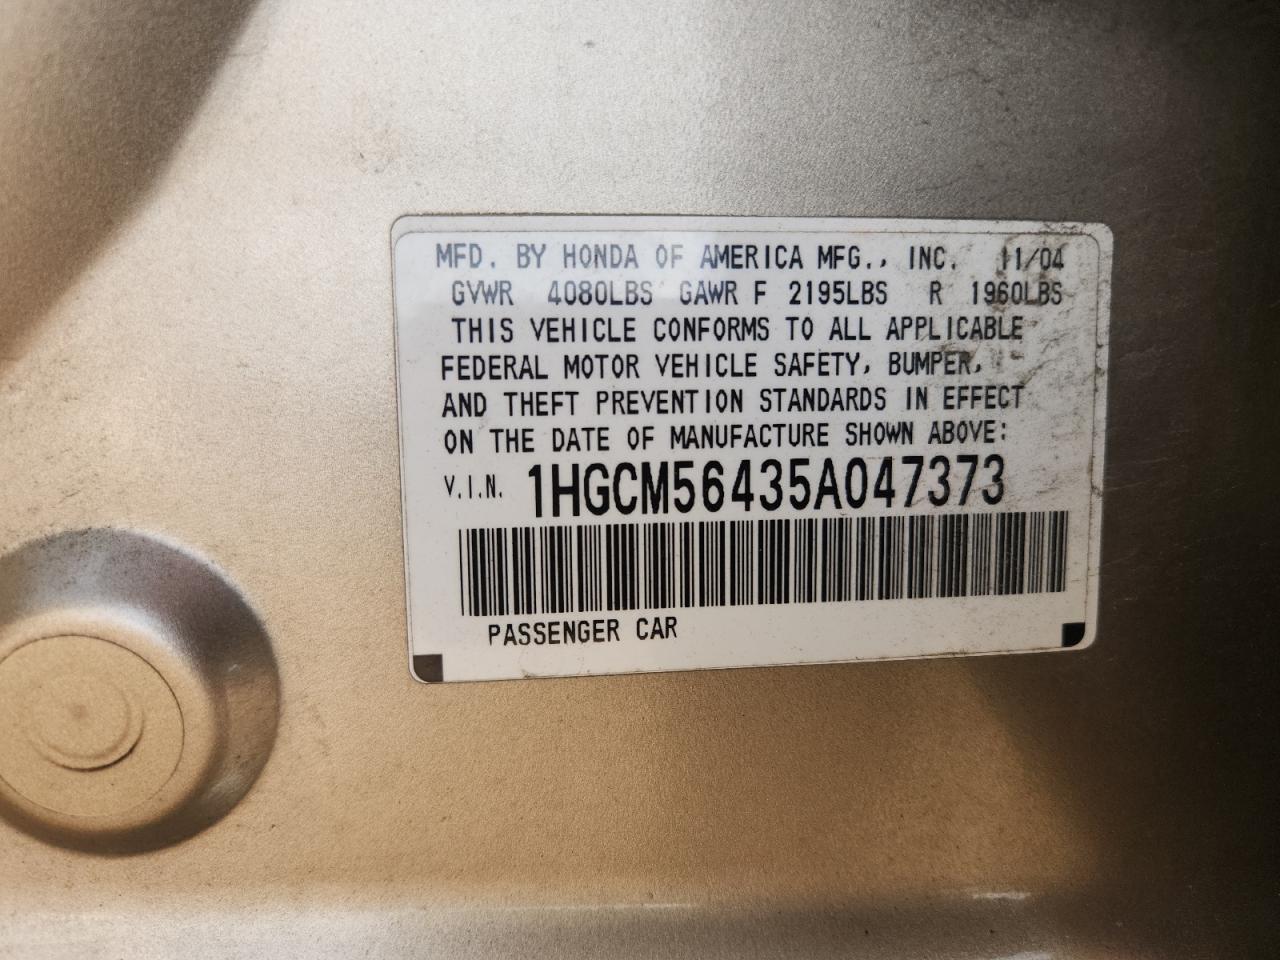 MFD. BY HONDA OF AMERICA MFG., INC. 11/04
GVWR 4080LBS GAWR F 2195LBS R 1960LBS
THIS VEHICLE CONFORMS TO ALL APPLICABLE
FEDERAL MOTOR VEHICLE SAFETY, BUMPER,
AND THEFT PREVENTION STANDARDS IN EFFECT
ON THE DATE OF MANUFACTURE SHOWN ABOVE:
V.I.N. 1HGCM56435A047373
PASSENGER CAR